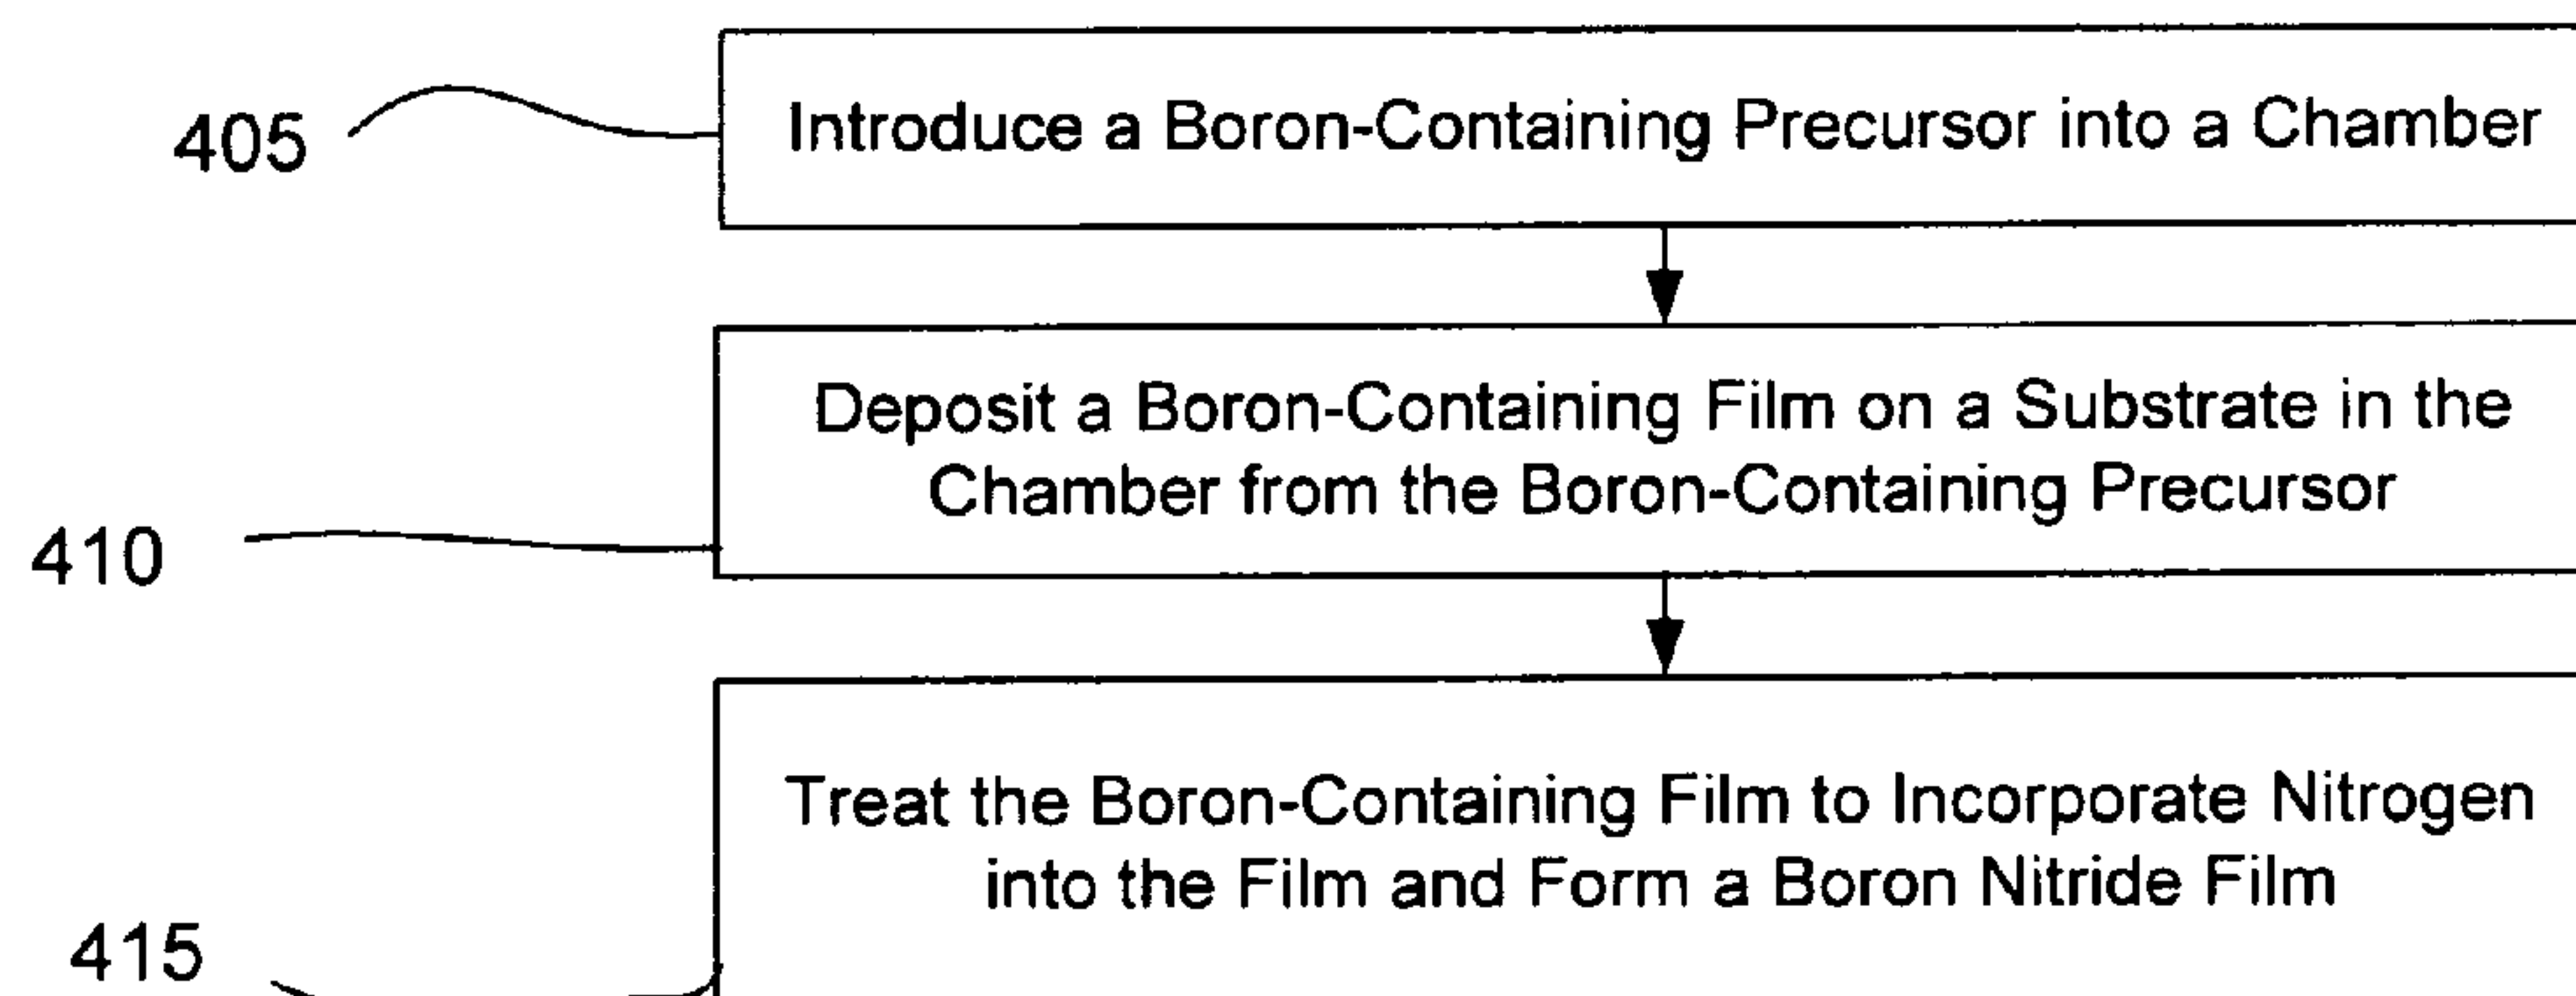 405
Introduce a Boron-Containing Precursor into a Chamber
Deposit a Boron-Containing Film on a Substrate in the
Chamber from the Boron-Containing Precursor
410
Treat the Boron-Containing Film to Incorporate Nitrogen
into the Film and Form a Boron Nitride Film
415